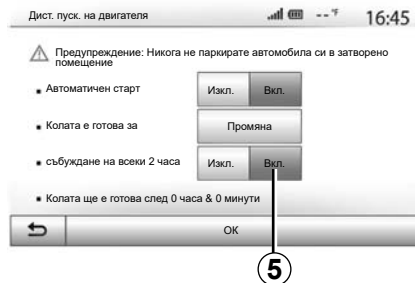 Дист. пуск. на двигателя
--°F
16:45
Предупреждение: Никога не паркирате автомобила си в затворено
помещение
Автоматичен старт
Изкл.
Вкл.
Колата е готова за
Промяна
събуждане на всеки 2 часа
Изкл.
Вкл.
Колата ще е готова след 0 часа & 0 минути
ОК
5